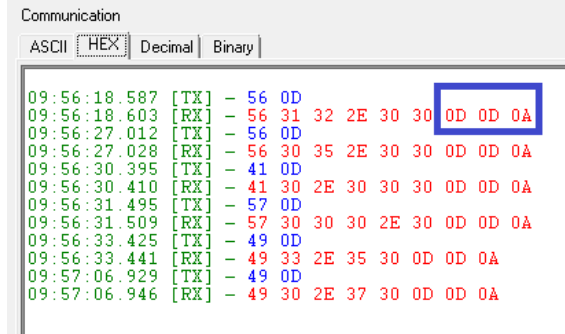 Communication
ASCII HEX Decimal Binary
09:56:18.587 [TX] - 56 0D
09:56:18.603 [RX] - 56 31 32 2E 30 30 0D 0D 0A
09:56:27.012 [TX] - 56 0D
09:56:27.028 [RX] - 56 30 35 2E 30 30 0D 0D 0A
09:56:30.395 [TX] - 41 0D
09:56:30.410 [RX] - 41 30 2E 30 30 30 0D 0D 0A
09:56:31.495 [TX] - 57 0D
09:56:31.509 [RX] - 57 30 30 30 2E 30 0D 0D 0A
09:56:33.425 [TX] - 49 0D
09:56:33.441 [RX] - 49 33 2E 35 30 0D 0D 0A
09:57:06.929 [TX] - 49 0D
09:57:06.946 [RX] - 49 30 2E 37 30 0D 0D 0A